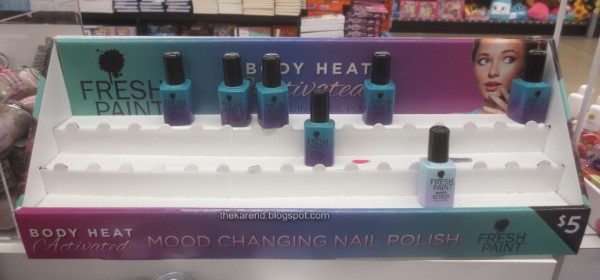 FRESH
PAINT
BODY HEAT
Activated
FRESH
PAINT
thekarend.blogspot.com
BODY HEAT
Activated
MOOD CHANGING NAIL POLISH
FRESH
PAINT
$5